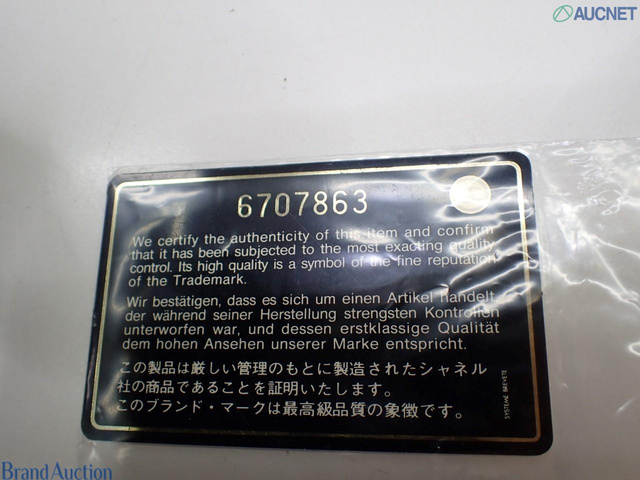 AUCNET
6707863
We certify the authenticity of this item and confirm
that it has been subjected to the most exacting quality
control. Its high quality is a symbol of the fine reputation
of the Trademark.
Wir bestätigen, dass es sich um einen Artikel handelt,
der während seiner Herstellung strengsten Kontrollen
unterworfen war, und dessen erstklassige Qualität
dem hohen Ansehen unserer Marke entspricht.
この製品は厳しい管理のもとに製造されたシャネル
社の商品であることを証明いたします。
このブランド・マークは最高級品質の象徴です。
SYSTEME BREVETE
Brand Auction